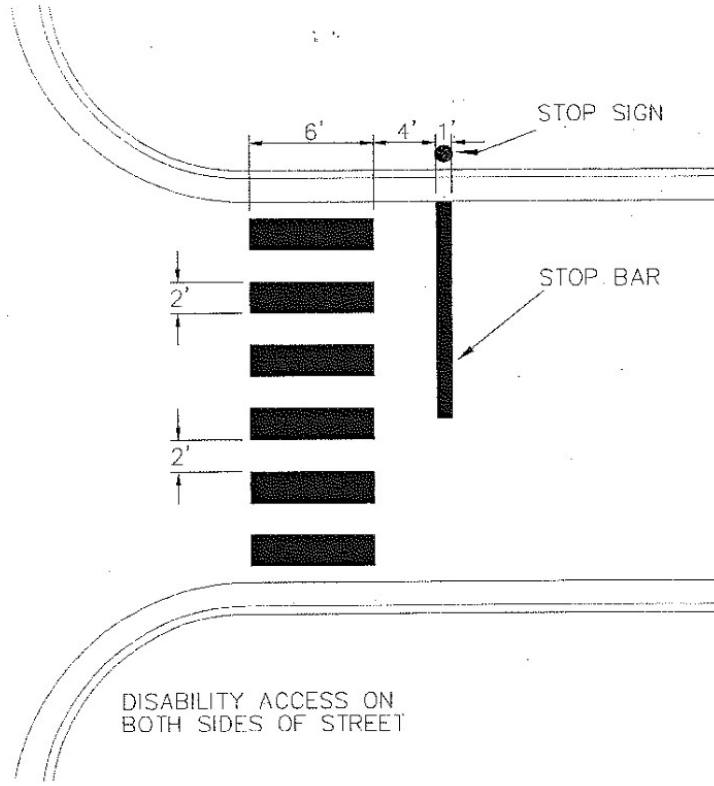 6' 4' 1'
STOP SIGN
2'
STOP BAR
2'
DISABILITY ACCESS ON
BOTH SIDES OF STREET